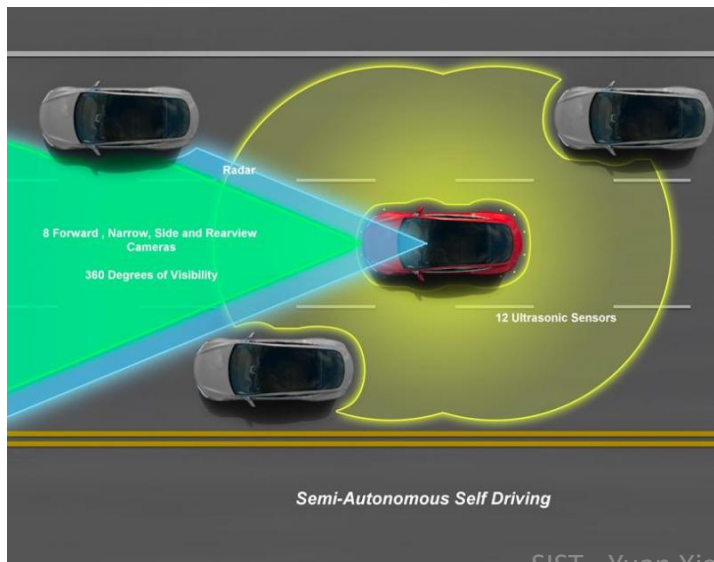 Radar
8 Forward , Narrow, Side and Rearview
Cameras
360 Degrees of Visibility
12 Ultrasonic Sensors
Semi-Autonomous Self Driving